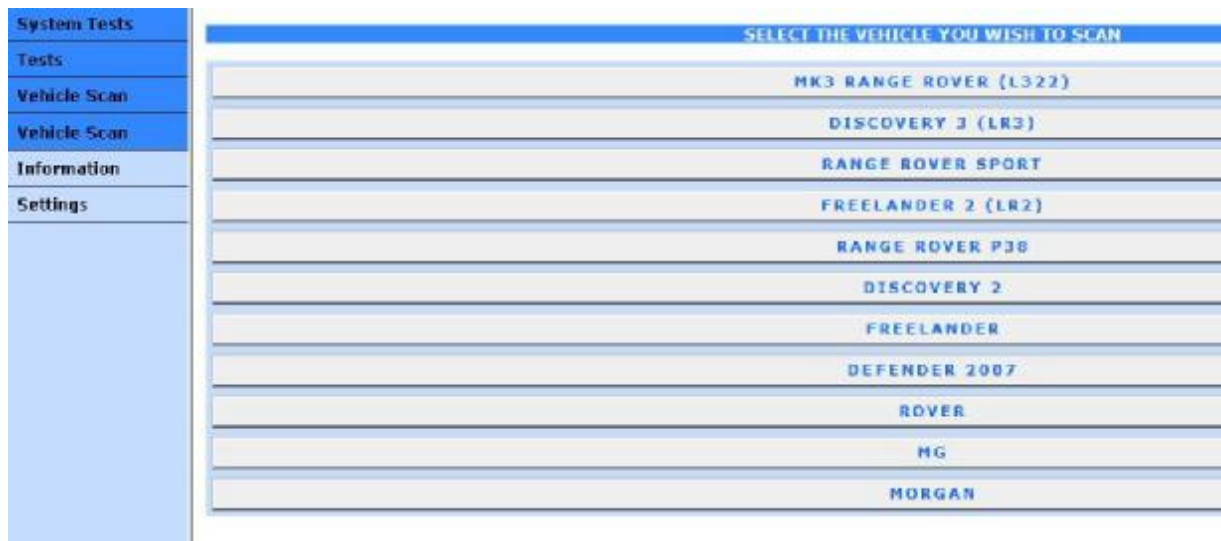 System Tests
Tests
Vehicle Scan
Vehicle Scan
Information
Settings
SELECT THE VEHICLE YOU WISH TO SCAN
MK3 RANGE ROVER (L322)
DISCOVERY 3 (LR3)
RANGE ROVER SPORT
FREELANDER 2 (LR2)
RANGE ROVER P38
DISCOVERY 2
FREELANDER
DEFENDER 2007
ROVER
MG
MORGAN